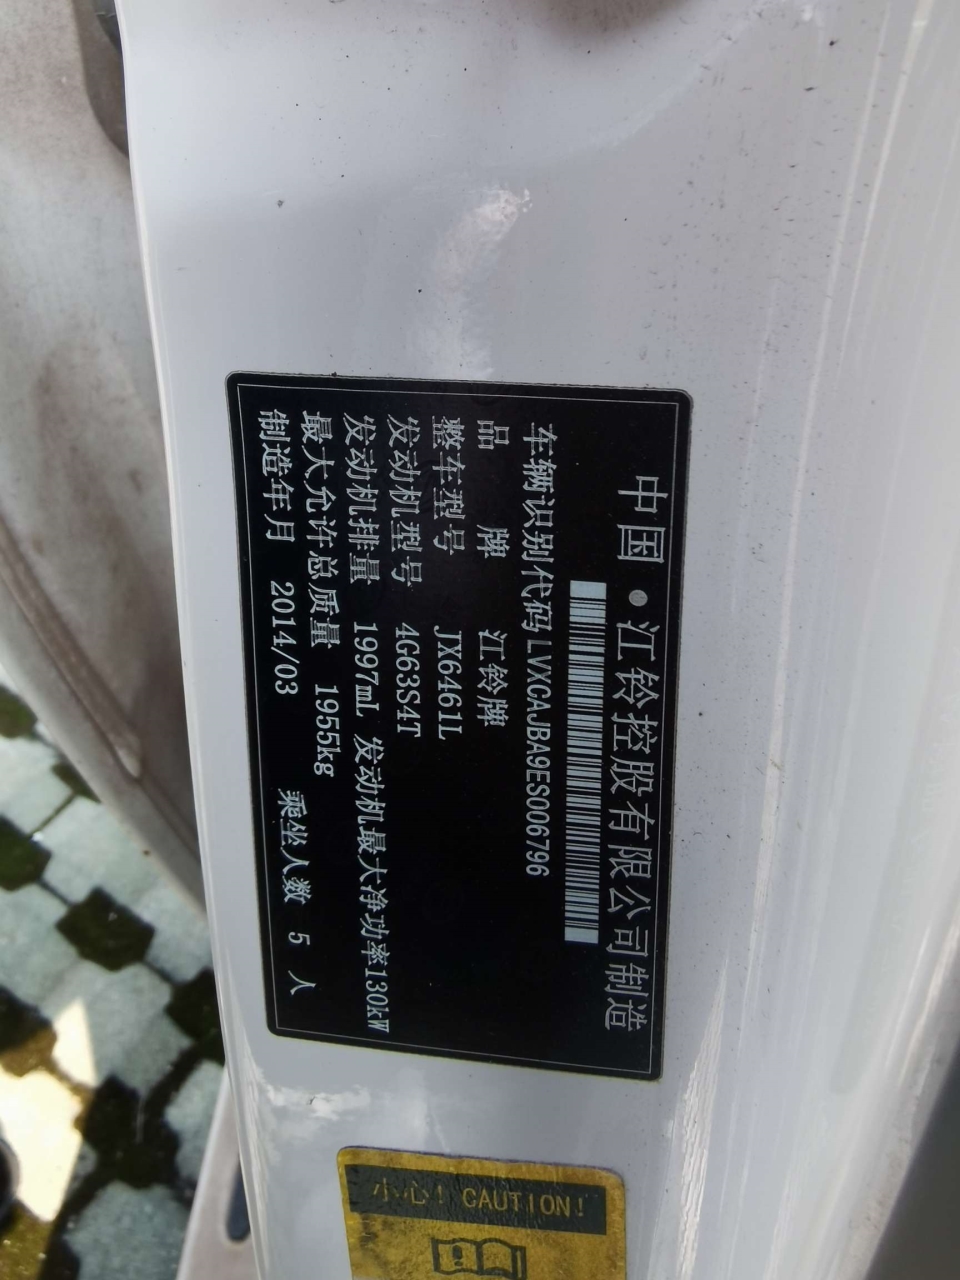 中国•江铃控股有限公司制造
车辆识别代码 LVXCAJBA9ES006796
品 牌 江铃牌
整车型号 JX6461L
发动机型号 4G63S4T
发动机排量 1997mL 发动机最大净功率130kW
最大允许总质量 1955kg
制造年月 2014/03 乘坐人数 5 人
小心! CAUTION!